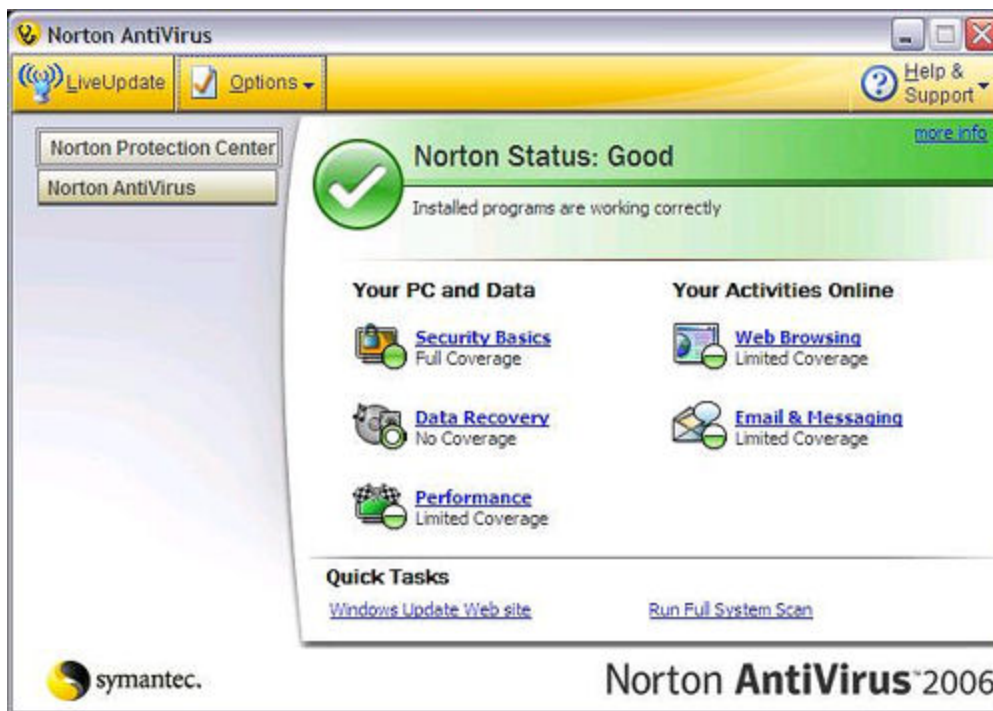 Norton AntiVirus
LiveUpdate
Options
Help &
Support
Norton Protection Center
Norton AntiVirus
more info
Norton Status: Good
Installed programs are working correctly
Your PC and Data
Your Activities Online
Security Basics
Full Coverage
Web Browsing
Limited Coverage
Data Recovery
No Coverage
Email & Messaging
Limited Coverage
Performance
Limited Coverage
Quick Tasks
Windows Update Web site
Run Full System Scan
symantec.
Norton AntiVirus™ 2006